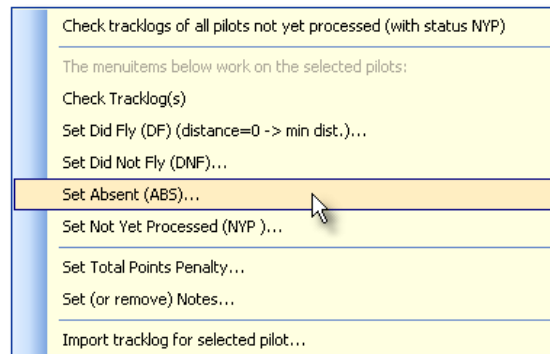 Check tracklogs of all pilots not yet processed (with status NYP)
The menuitems below work on the selected pilots:
Check Tracklog(s)
Set Did Fly (DF) (distance=0 -> min dist.)...
Set Did Not Fly (DNF)...
Set Absent (ABS)...
Set Not Yet Processed (NYP )...
Set Total Points Penalty...
Set (or remove) Notes...
Import tracklog for selected pilot...